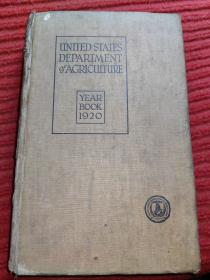 UNITED STATES
DEPARTMENT
of AGRICULTURE
YEAR
BOOK
1920